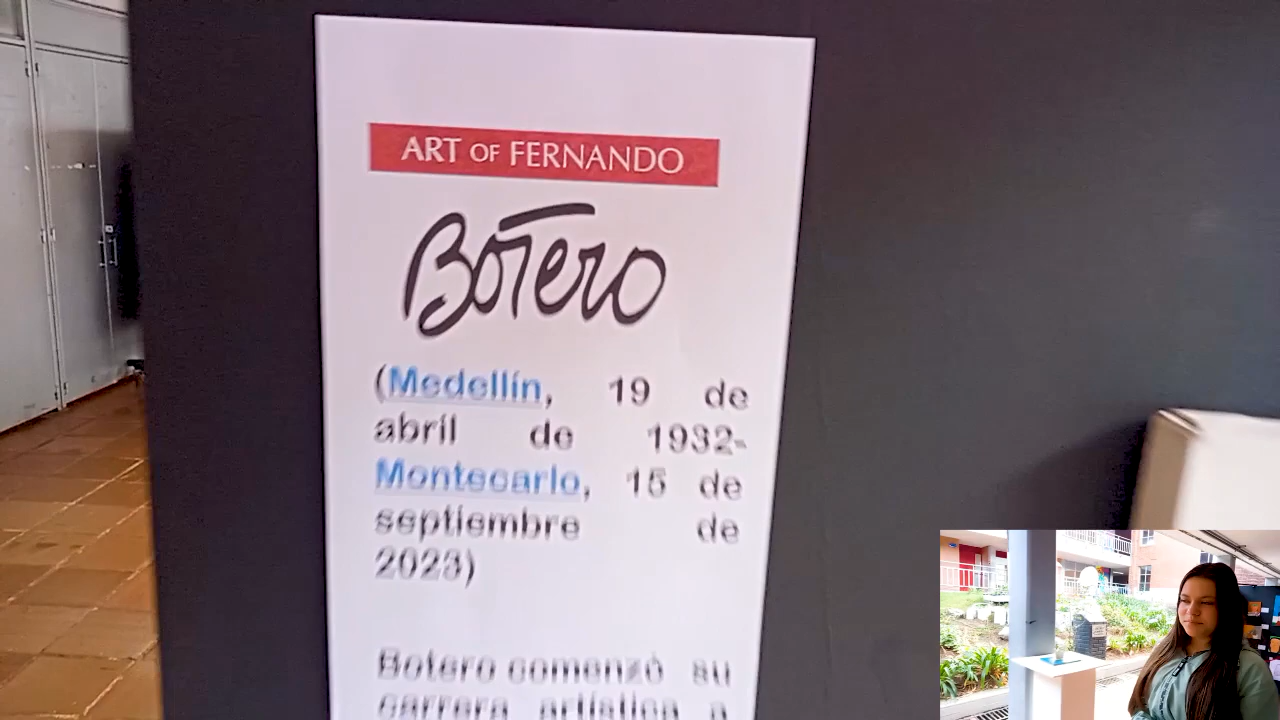 ART OF FERNANDO
Botero
(Medellín, 19 de
abril de 1932-
Montecarlo, 15 de
septiembre de
2023)
Botero comenzó su
carrera artística a